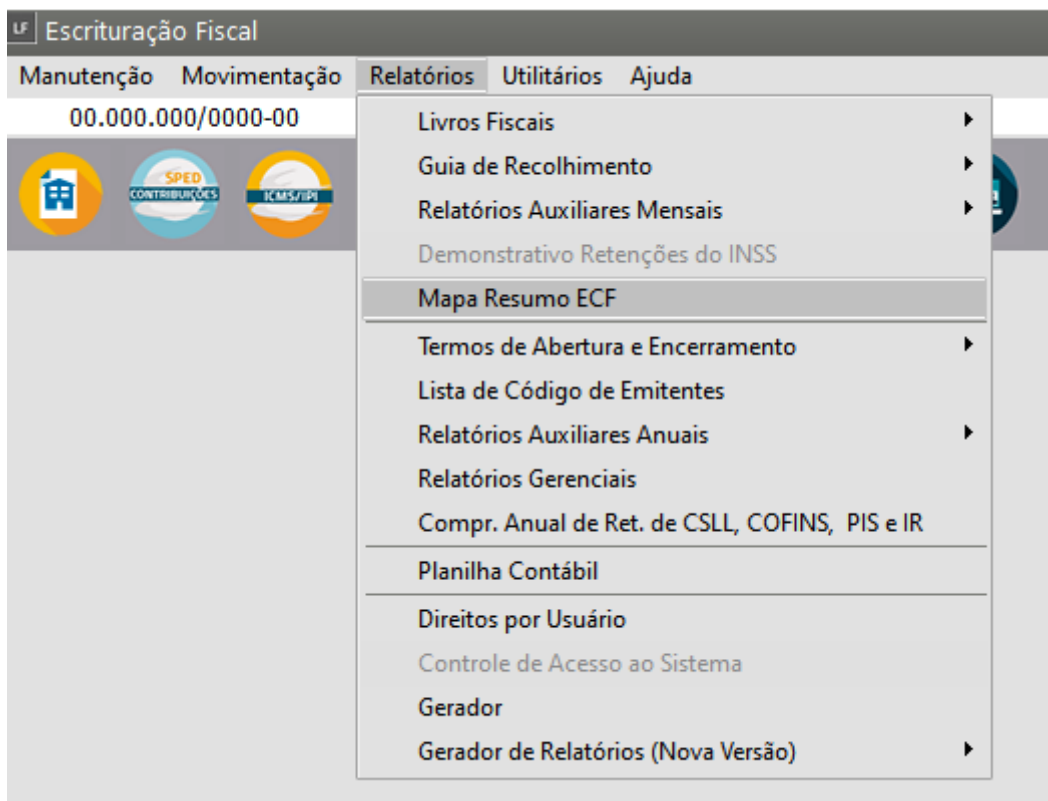 LF Escrituração Fiscal
Manutenção Movimentação Relatórios Utilitários Ajuda
00.000.000/0000-00
SPED
CONTRIBUIÇÕES
ICMS/IPI
Livros Fiscais
Guia de Recolhimento
Relatórios Auxiliares Mensais
Demonstrativo Retenções do INSS
Mapa Resumo ECF
Termos de Abertura e Encerramento
Lista de Código de Emitentes
Relatórios Auxiliares Anuais
Relatórios Gerenciais
Compr. Anual de Ret. de CSLL, COFINS,  PIS e IR
Planilha Contábil
Direitos por Usuário
Controle de Acesso ao Sistema
Gerador
Gerador de Relatórios (Nova Versão)